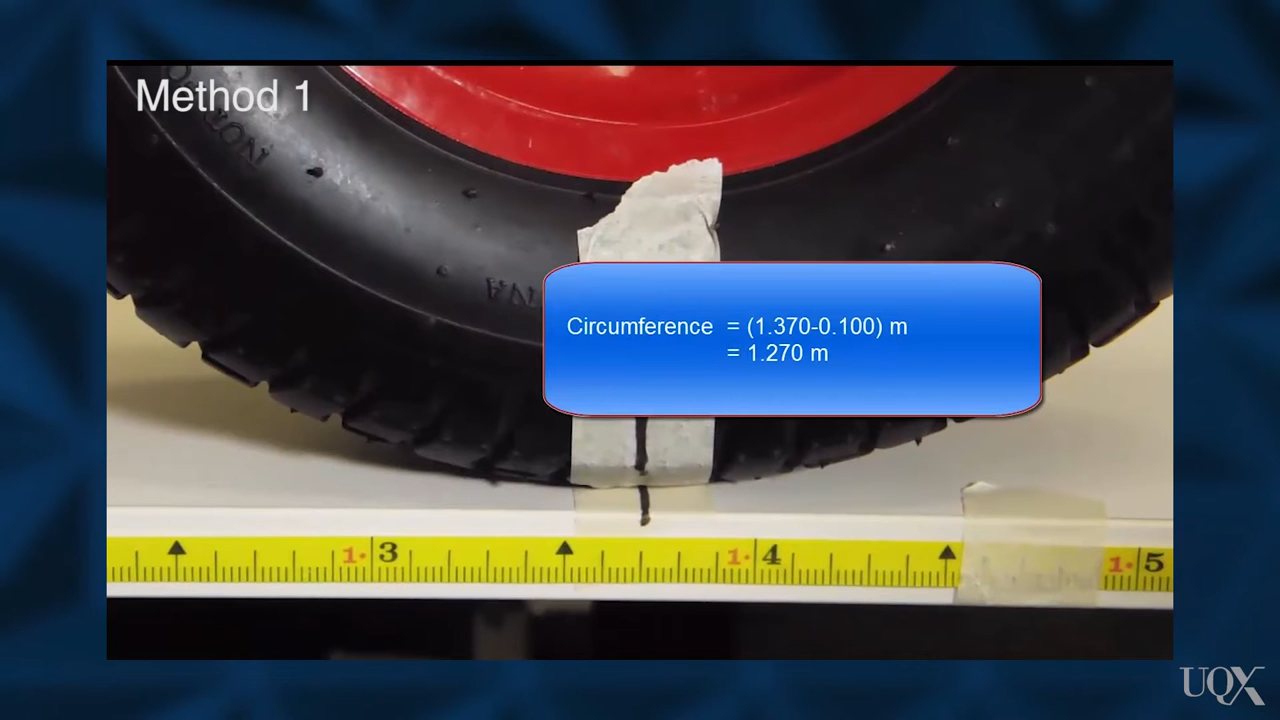 Method 1
Circumference = (1.370-0.100) m
= 1.270 m
1· 3 1· 4 1· 5
UQX